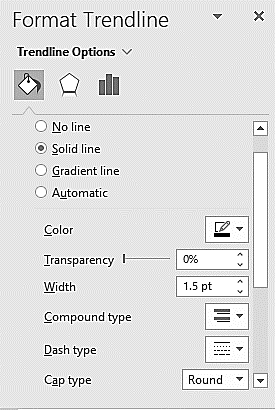 Format Trendline
Trendline Options
No line
Solid line
Gradient line
Automatic
Color
Transparency 0%
Width 1.5 pt
Compound type
Dash type
Cap type Round